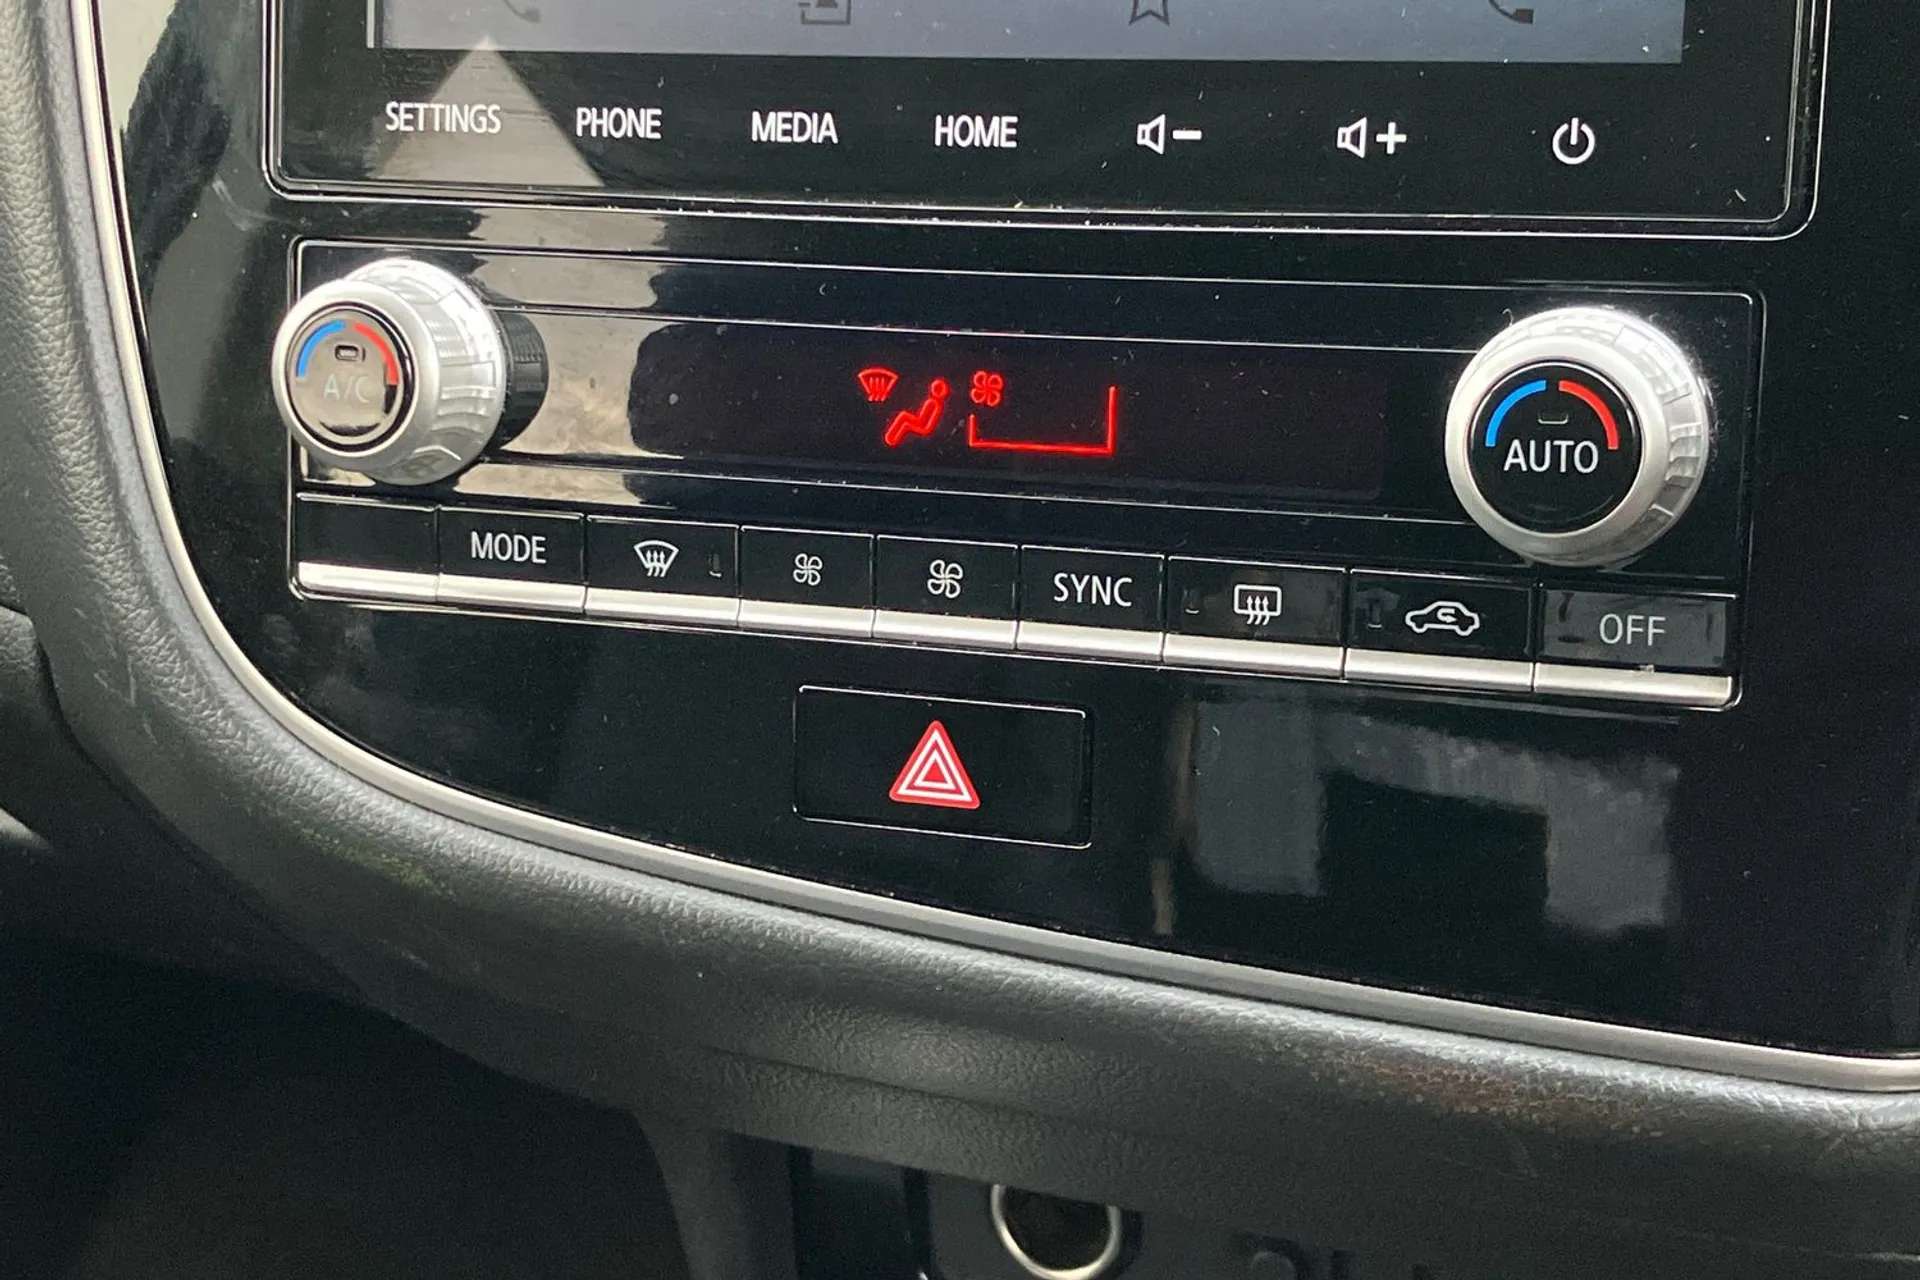 SETTINGS PHONE MEDIA HOME
A/C
AUTO
MODE SYNC OFF